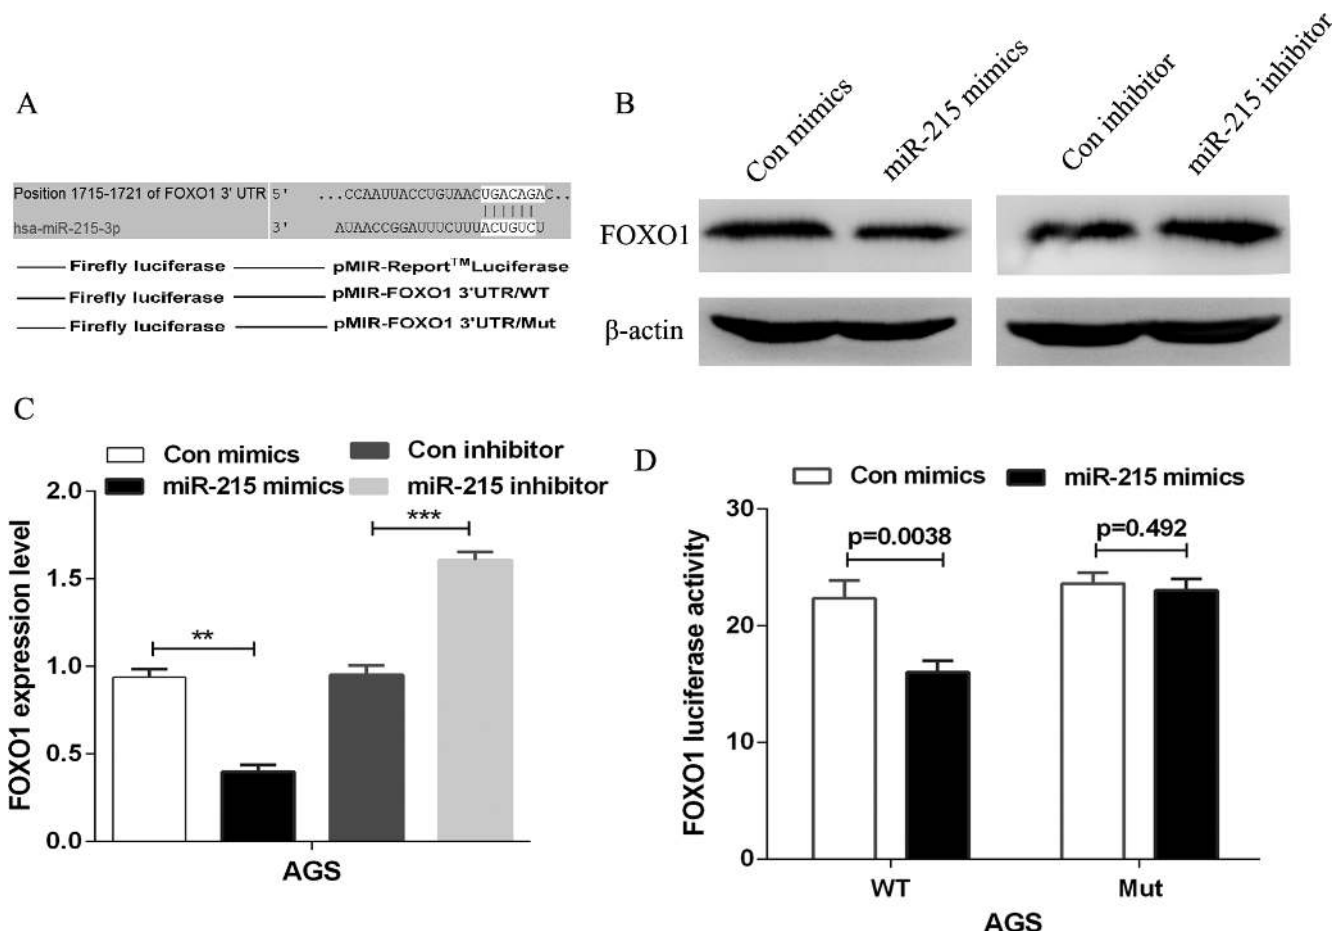 A
Position 1715-1721 of FOXO1 3' UTR 5' ...CCAAUUACCUGUAACUGACAGAC..
hsa-miR-215-3p 3' AUAACCGGAUUUCUUUACUGUCU
Firefly luciferase pMIR-Report™Luciferase
Firefly luciferase pMIR-FOXO1 3'UTR/WT
Firefly luciferase pMIR-FOXO1 3'UTR/Mut
B
Con mimics
miR-215 mimics
Con inhibitor
miR-215 inhibitor
FOXO1
β-actin
C
Con mimics
Con inhibitor
miR-215 mimics
miR-215 inhibitor
FOXO1 expression level
2.0
1.5
1.0
0.5
0.0
**
***
AGS
D
Con mimics
miR-215 mimics
FOXO1 luciferase activity
30
20
10
0
p=0.0038
p=0.492
WT
Mut
AGS